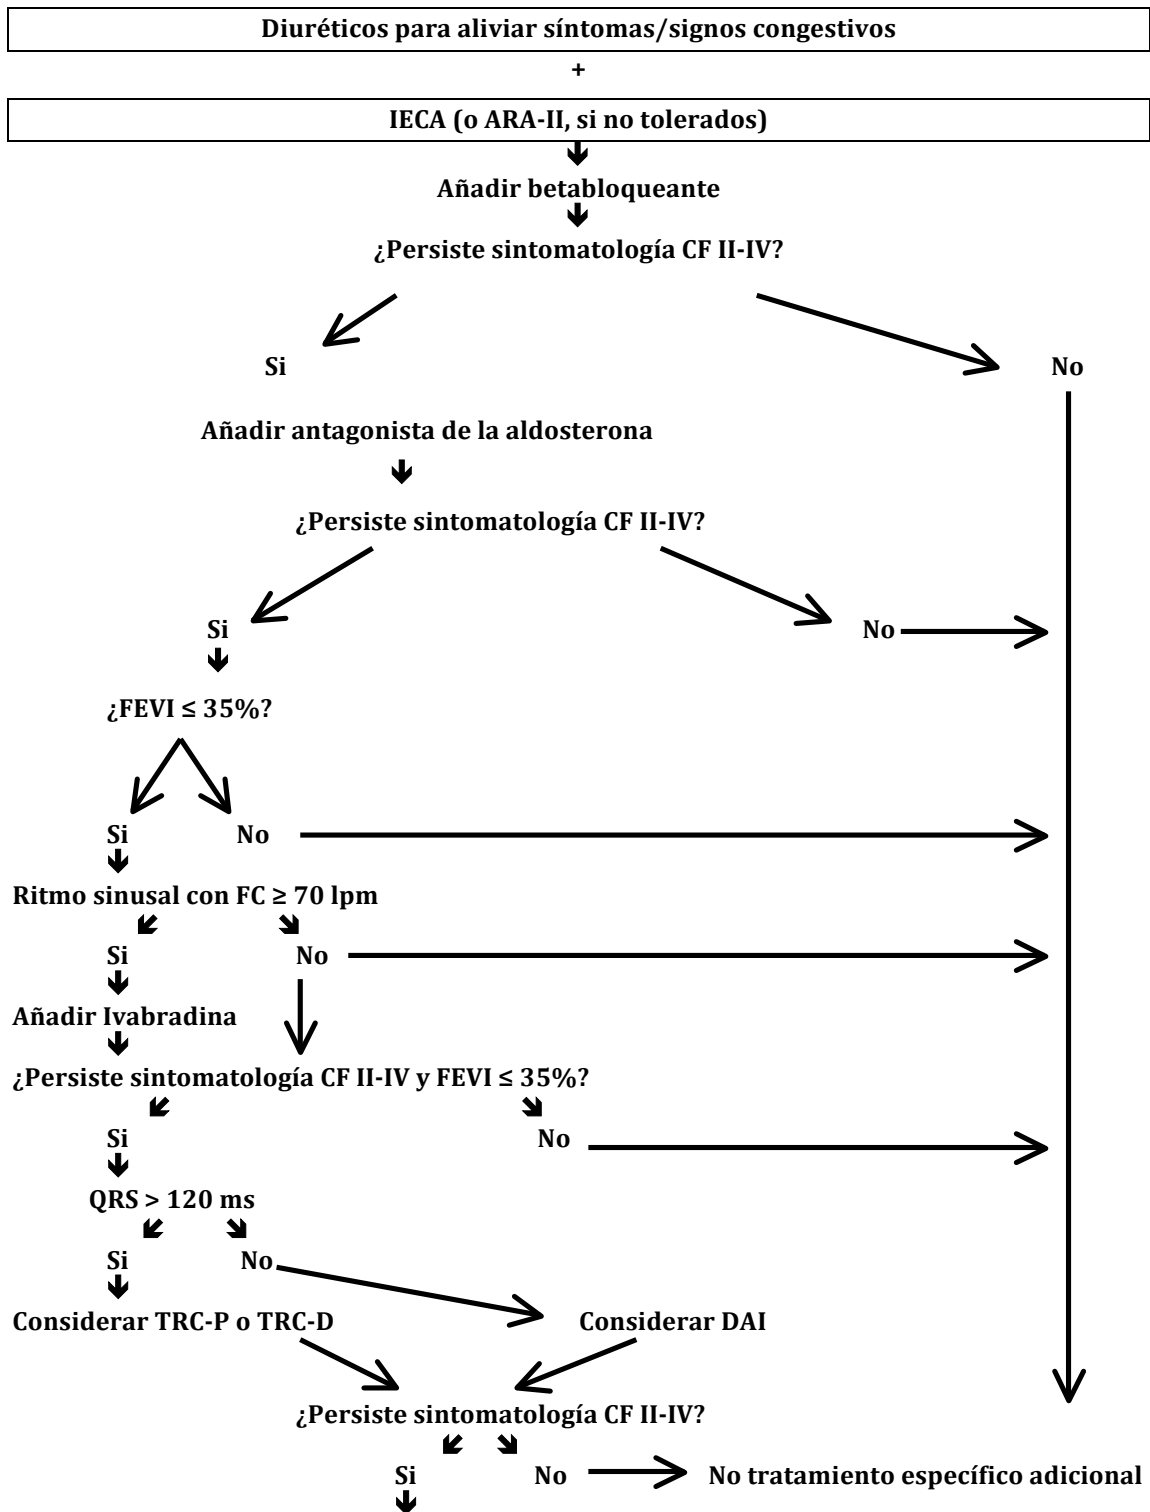 Diuréticos para aliviar síntomas/signos congestivos
+
IECA (o ARA-II, si no tolerados)
Añadir betabloqueante
¿Persiste sintomatología CF II-IV?
Si No
Añadir antagonista de la aldosterona
¿Persiste sintomatología CF II-IV?
Si No
¿FEVI ≤ 35%?
Si No
Ritmo sinusal con FC ≥ 70 lpm
Si No
Añadir Ivabradina
¿Persiste sintomatología CF II-IV y FEVI ≤ 35%?
Si No
QRS > 120 ms
Si No
Considerar TRC-P o TRC-D Considerar DAI
¿Persiste sintomatología CF II-IV?
Si No No tratamiento específico adicional